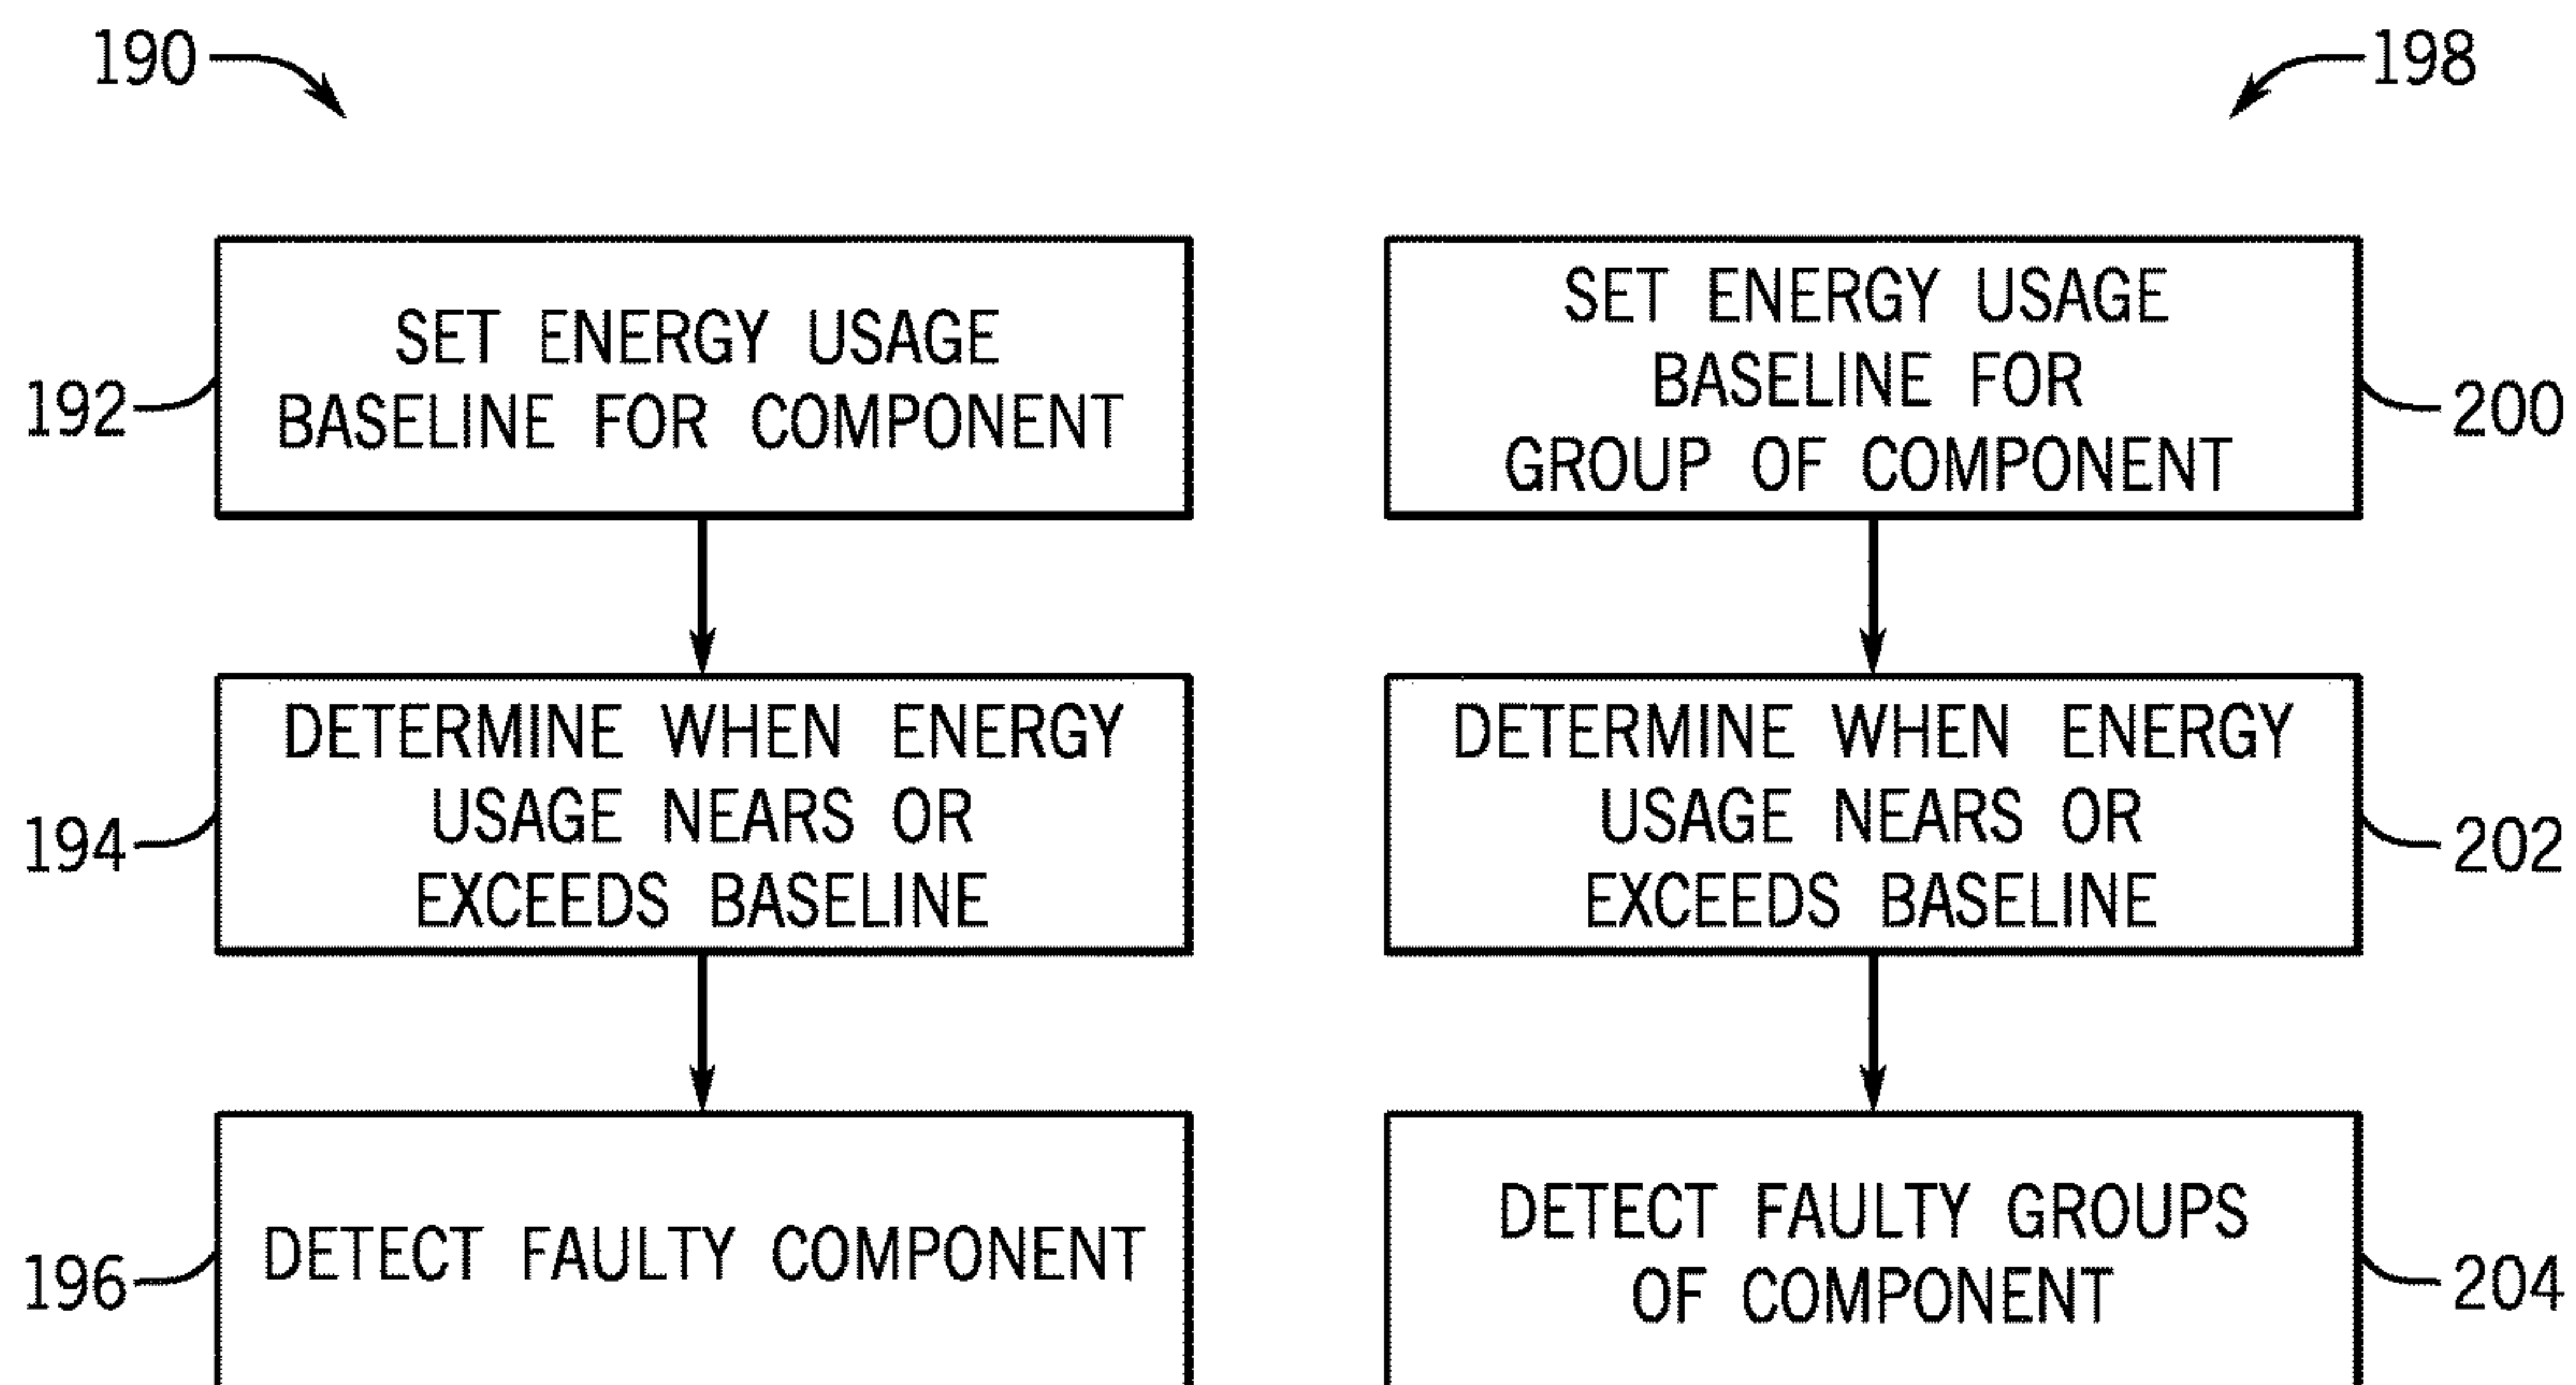 190
198
SET ENERGY USAGE
BASELINE FOR COMPONENT
192
SET ENERGY USAGE
BASELINE FOR
GROUP OF COMPONENT
200
DETERMINE WHEN ENERGY
USAGE NEARS OR
EXCEEDS BASELINE
194
DETERMINE WHEN ENERGY
USAGE NEARS OR
EXCEEDS BASELINE
202
DETECT FAULTY COMPONENT
196
DETECT FAULTY GROUPS
OF COMPONENT
204